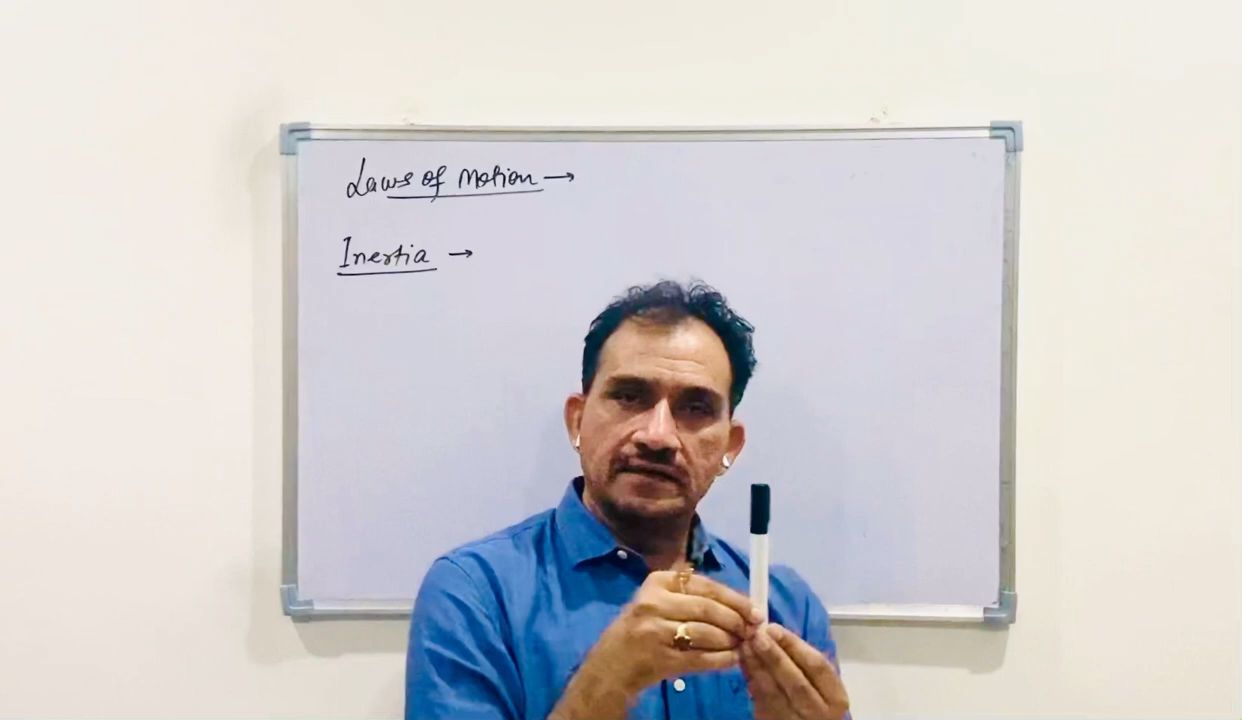 Laws of Motion →
Inertia →